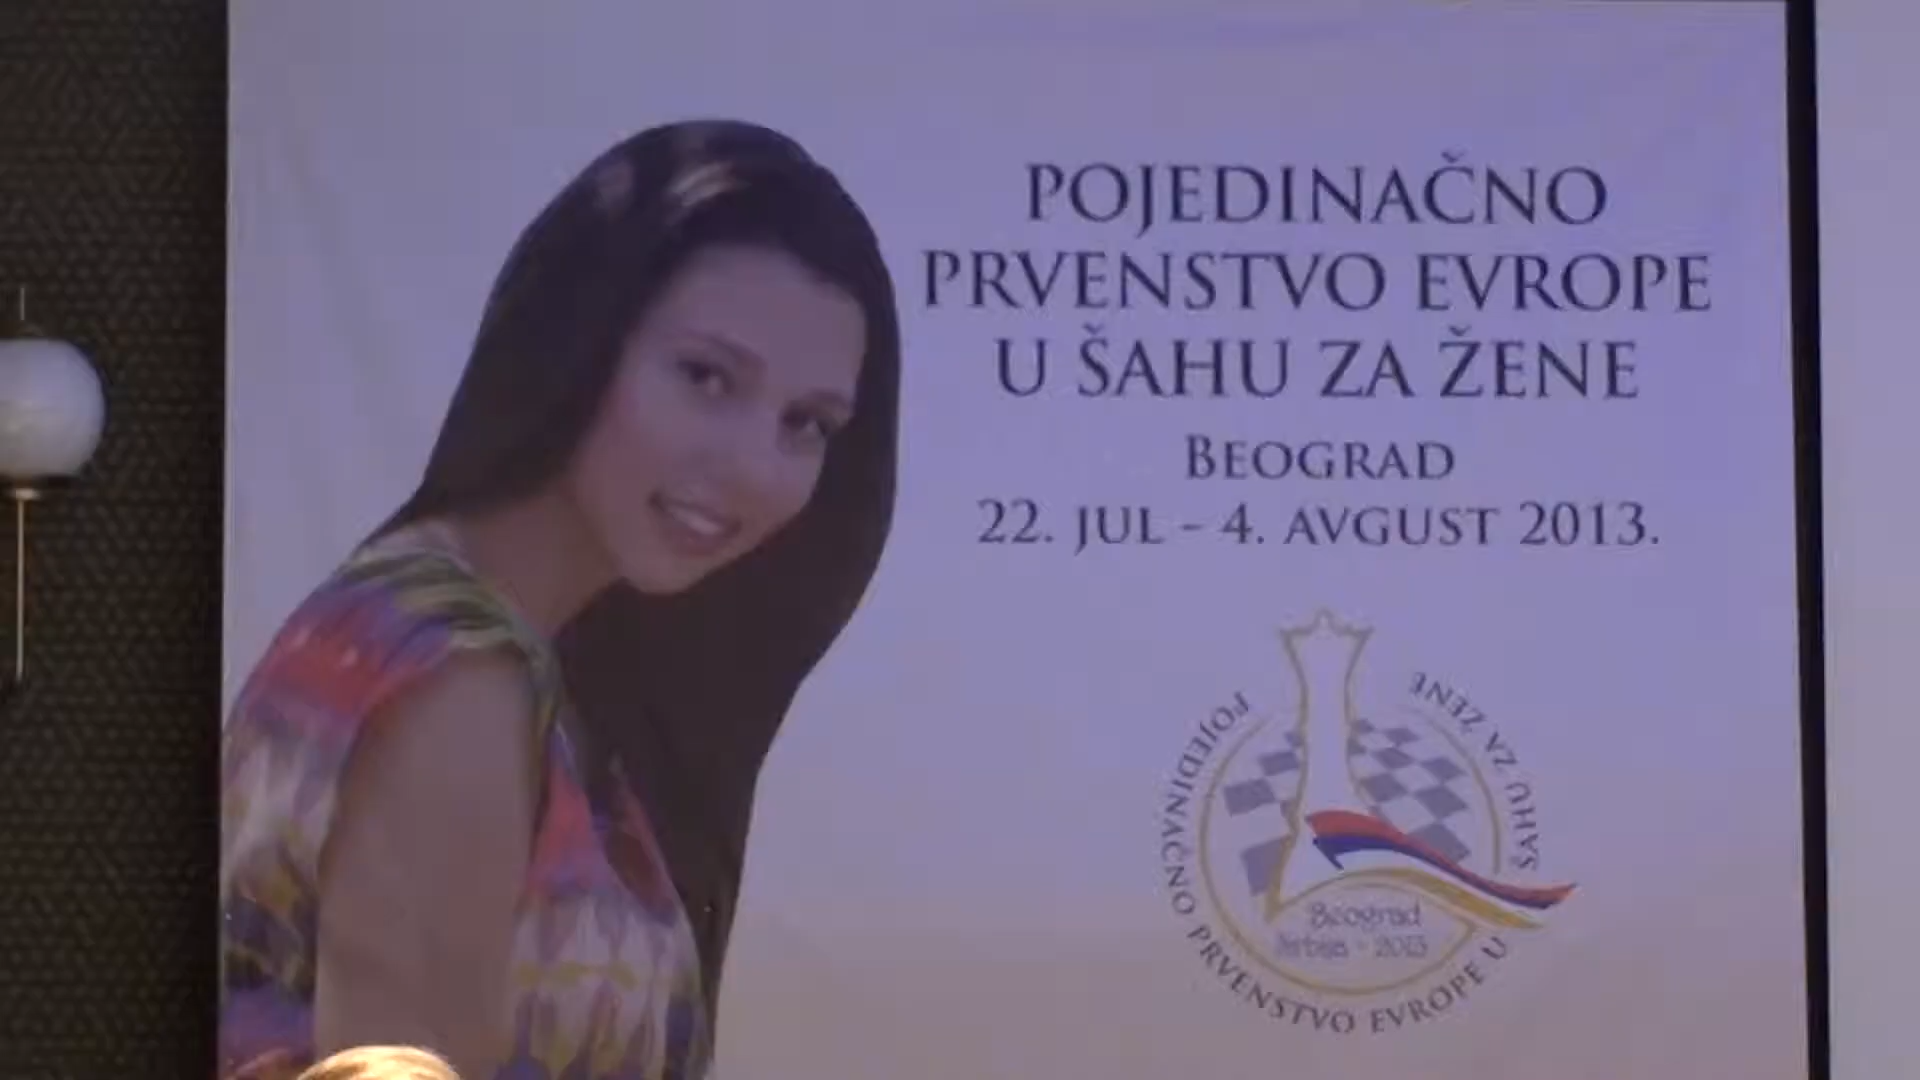 POJEDINAČNO
PRVENSTVO EVROPE
U ŠAHU ZA ŽENE
BEOGRAD
22. JUL - 4. AVGUST 2013.
POJEDINAČNO PRVENSTVO EVROPE U ŠAHU ZA ŽENE
Beograd
Srbija - 2013